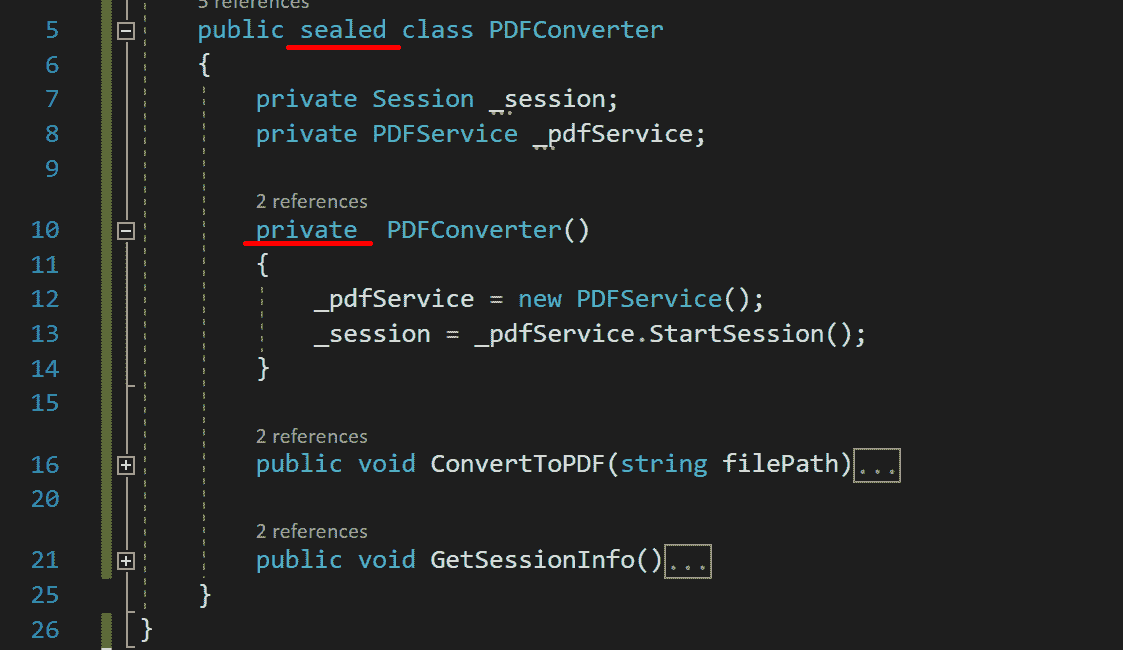 5 references
5 public sealed class PDFConverter
6 {
7 private Session _session;
8 private PDFService _pdfService;
9
2 references
10 private PDFConverter()
11 {
12 _pdfService = new PDFService();
13 _session = _pdfService.StartSession();
14 }
15
2 references
16 public void ConvertToPDF(string filePath)...
20
2 references
21 public void GetSessionInfo()...
25 }
26 }